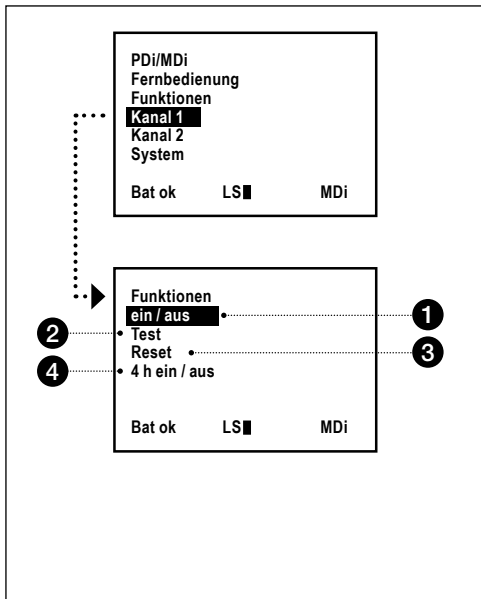 PDi/MDi
Fernbedienung
Funktionen
Kanal 1
Kanal 2
System
Bat ok LS MDi
Funktionen
ein / aus
1
2
Test
Reset
3
4
4 h ein / aus
Bat ok LS MDi